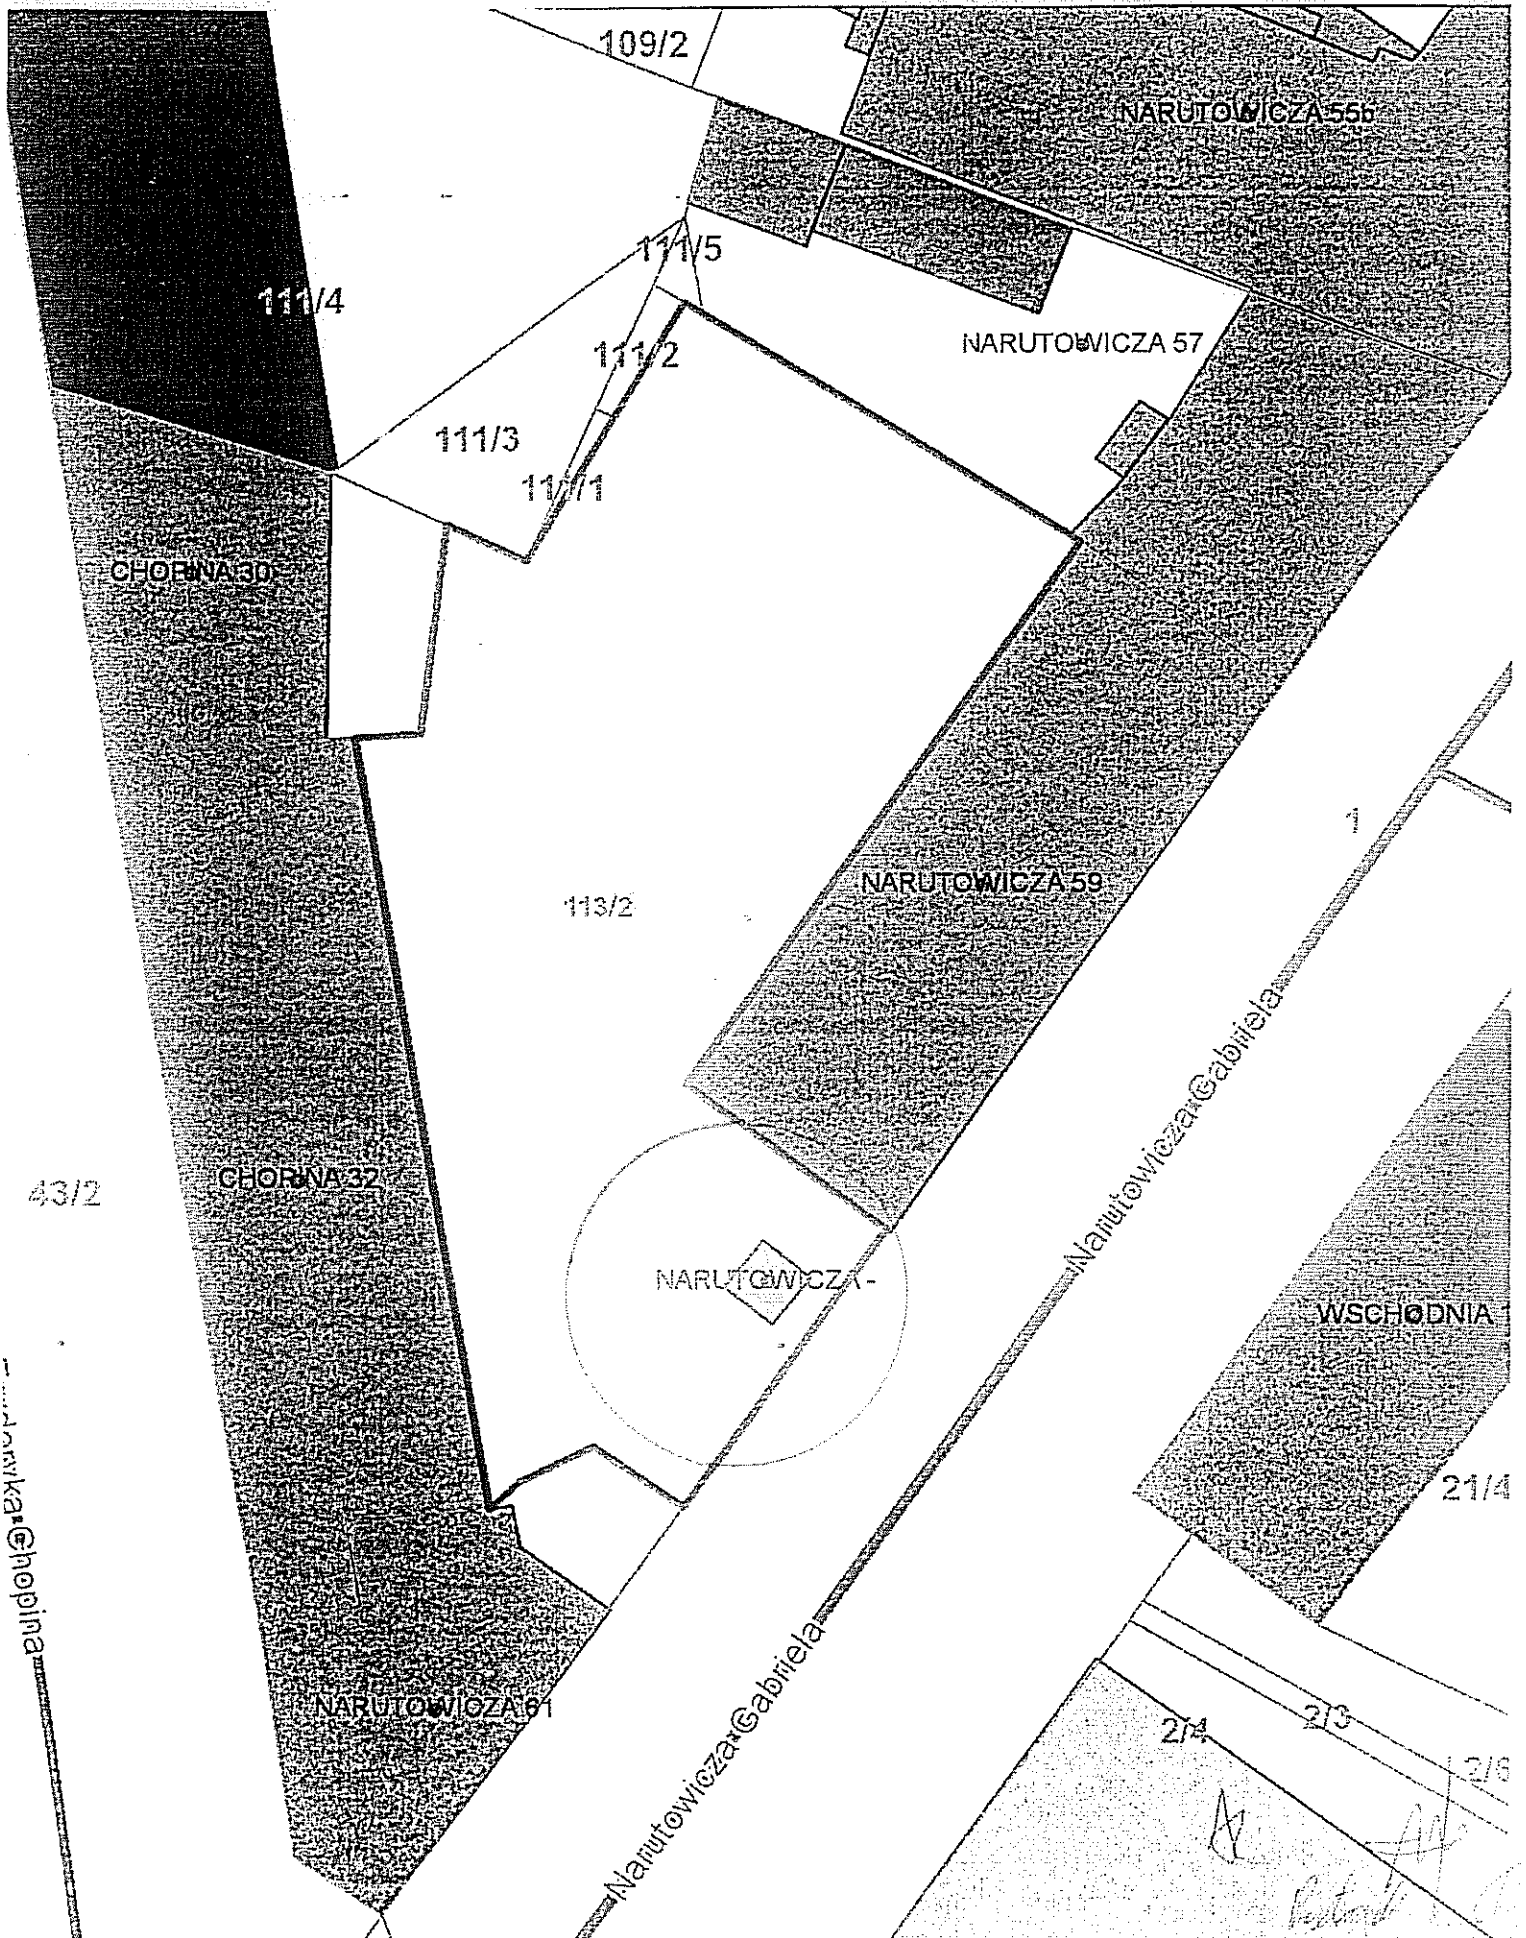 109/2
NARUTOWICZA 55b
111/5
111/4
NARUTOWICZA 57
111/2
111/3
111/1
CHOPINA 30
1
NARUTOWICZA 59
113/2
CHOPINA 32
43/2
Narutowicza Gabriela
NARUTOWICZA -
WSCHODNIA
21/4
Chopina
NARUTOWICZA 61
Narutowicza Gabriela
2/4
2/3
2/6